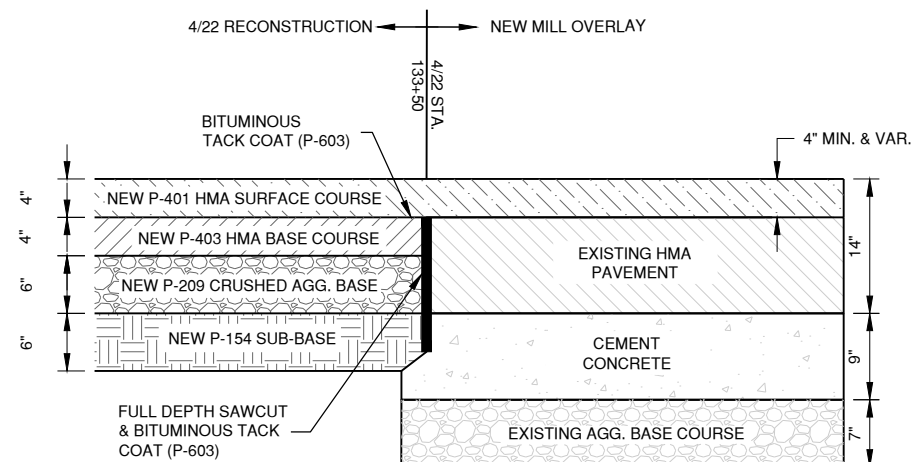 4/22 RECONSTRUCTION
NEW MILL OVERLAY
4/22 STA.
133+50
BITUMINOUS
TACK COAT (P-603)
4" MIN. & VAR.
4"
NEW P-401 HMA SURFACE COURSE
4"
NEW P-403 HMA BASE COURSE
EXISTING HMA
PAVEMENT
14"
6"
NEW P-209 CRUSHED AGG. BASE
6"
NEW P-154 SUB-BASE
CEMENT
CONCRETE
9"
FULL DEPTH SAWCUT
& BITUMINOUS TACK
COAT (P-603)
EXISTING AGG. BASE COURSE
7"